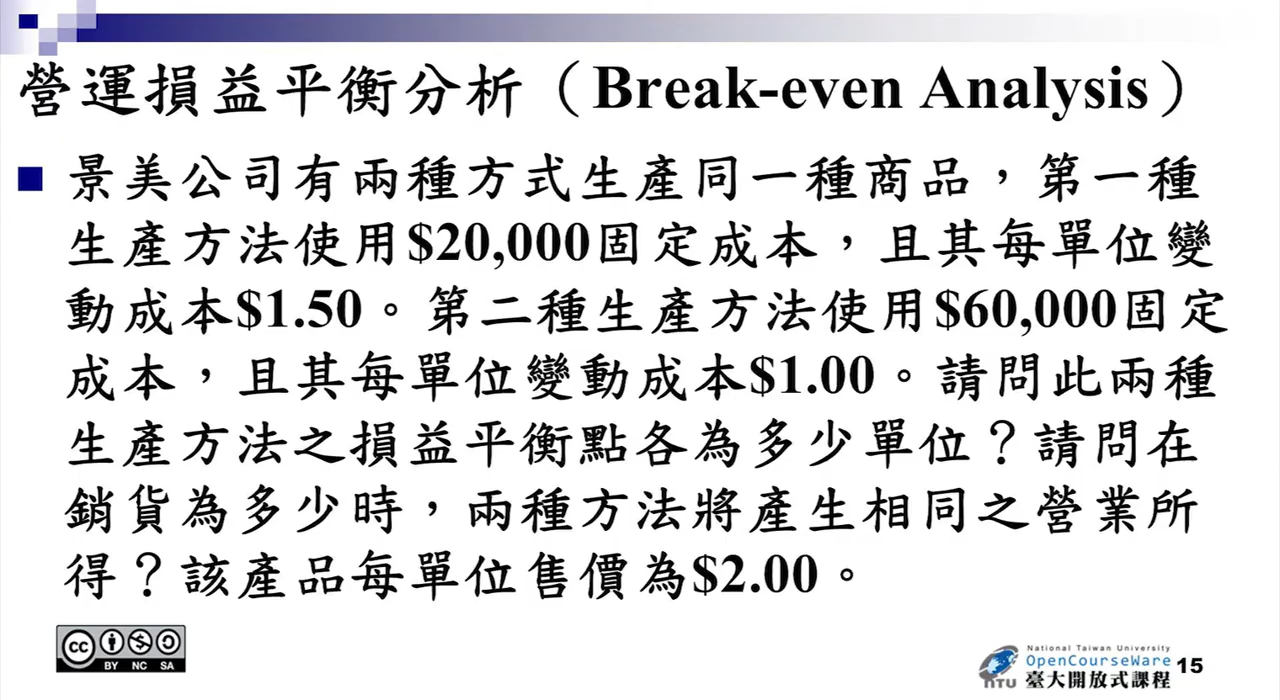 營運損益平衡分析（Break-even Analysis）
景美公司有兩種方式生產同一種商品，第一種
生產方法使用$20,000固定成本，且其每單位變
動成本$1.50。第二種生產方法使用$60,000固定
成本，且其每單位變動成本$1.00。請問此兩種
生產方法之損益平衡點各為多少單位？請問在
銷貨為多少時，兩種方法將產生相同之營業所
得？該產品每單位售價為$2.00。
cc
BY NC SA
National Taiwan University
OpenCourseWare
NTU 臺大開放式課程
15